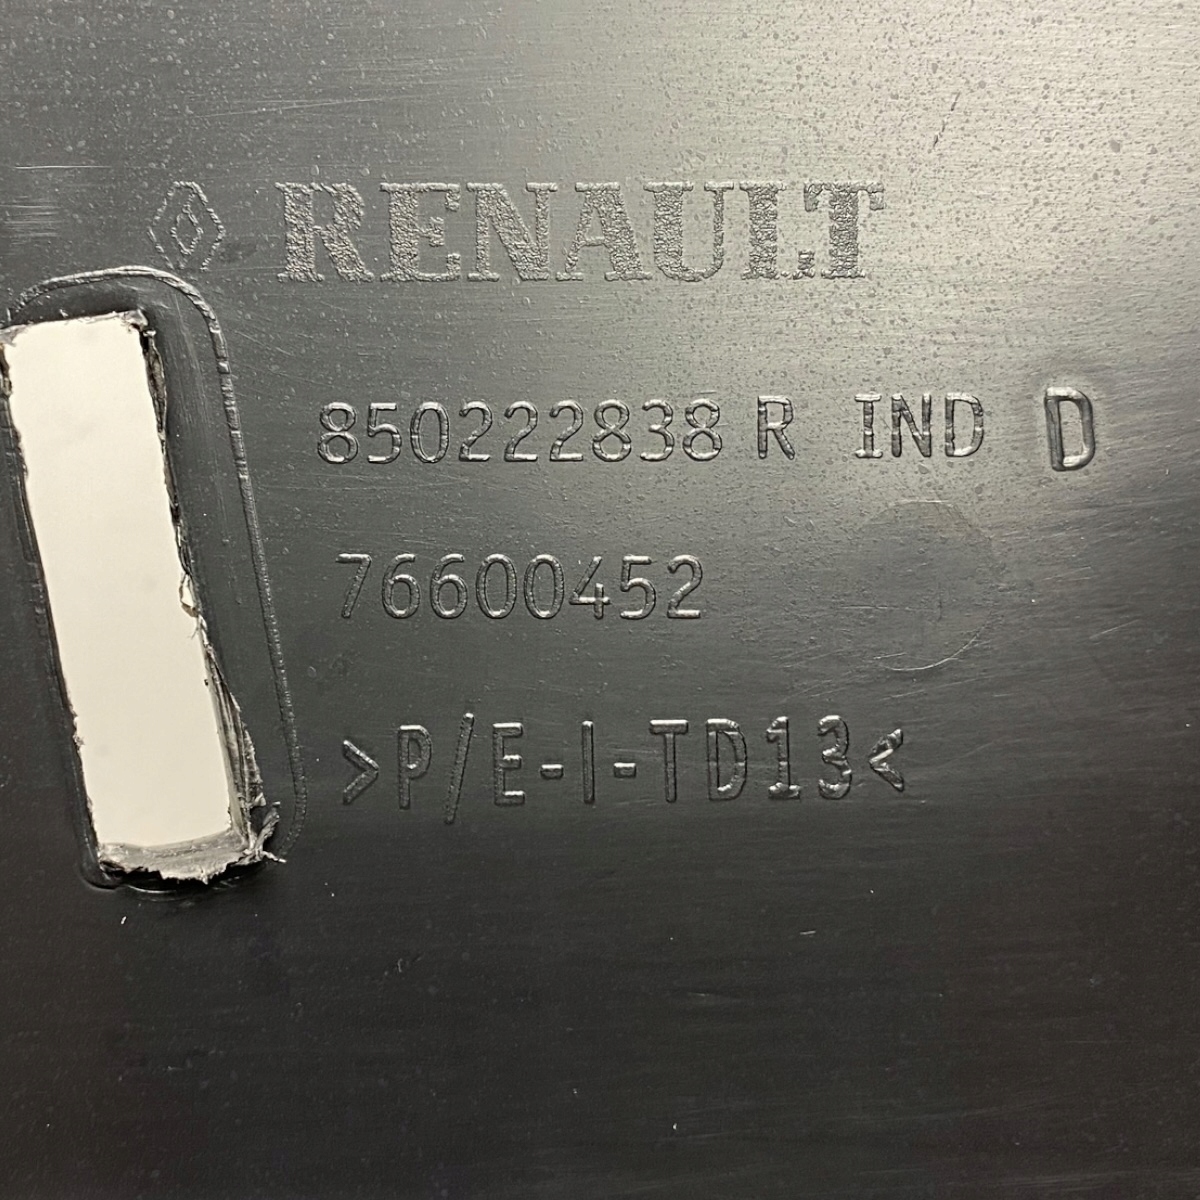 RENAULT
850222838 R IND D
76600452
>P/E-I-TD13<